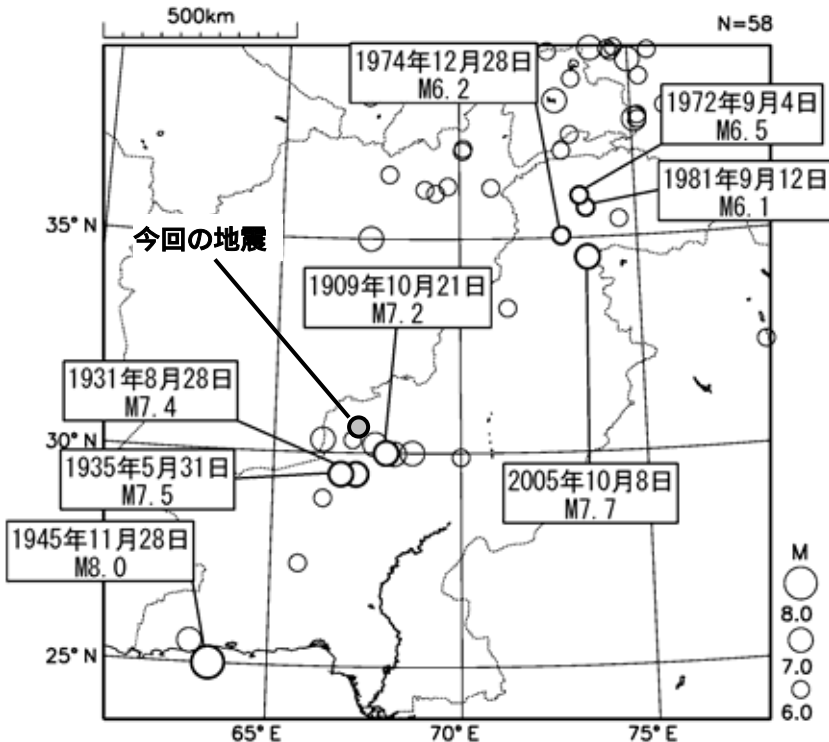 500km
N=58
1974年12月28日
M6.2
1972年9月4日
M6.5
1981年9月12日
M6.1
35°N
今回の地震
1909年10月21日
M7.2
1931年8月28日
M7.4
30°N
1935年5月31日
M7.5
2005年10月8日
M7.7
1945年11月28日
M8.0
M
8.0
7.0
6.0
25°N
65°E
70°E
75°E